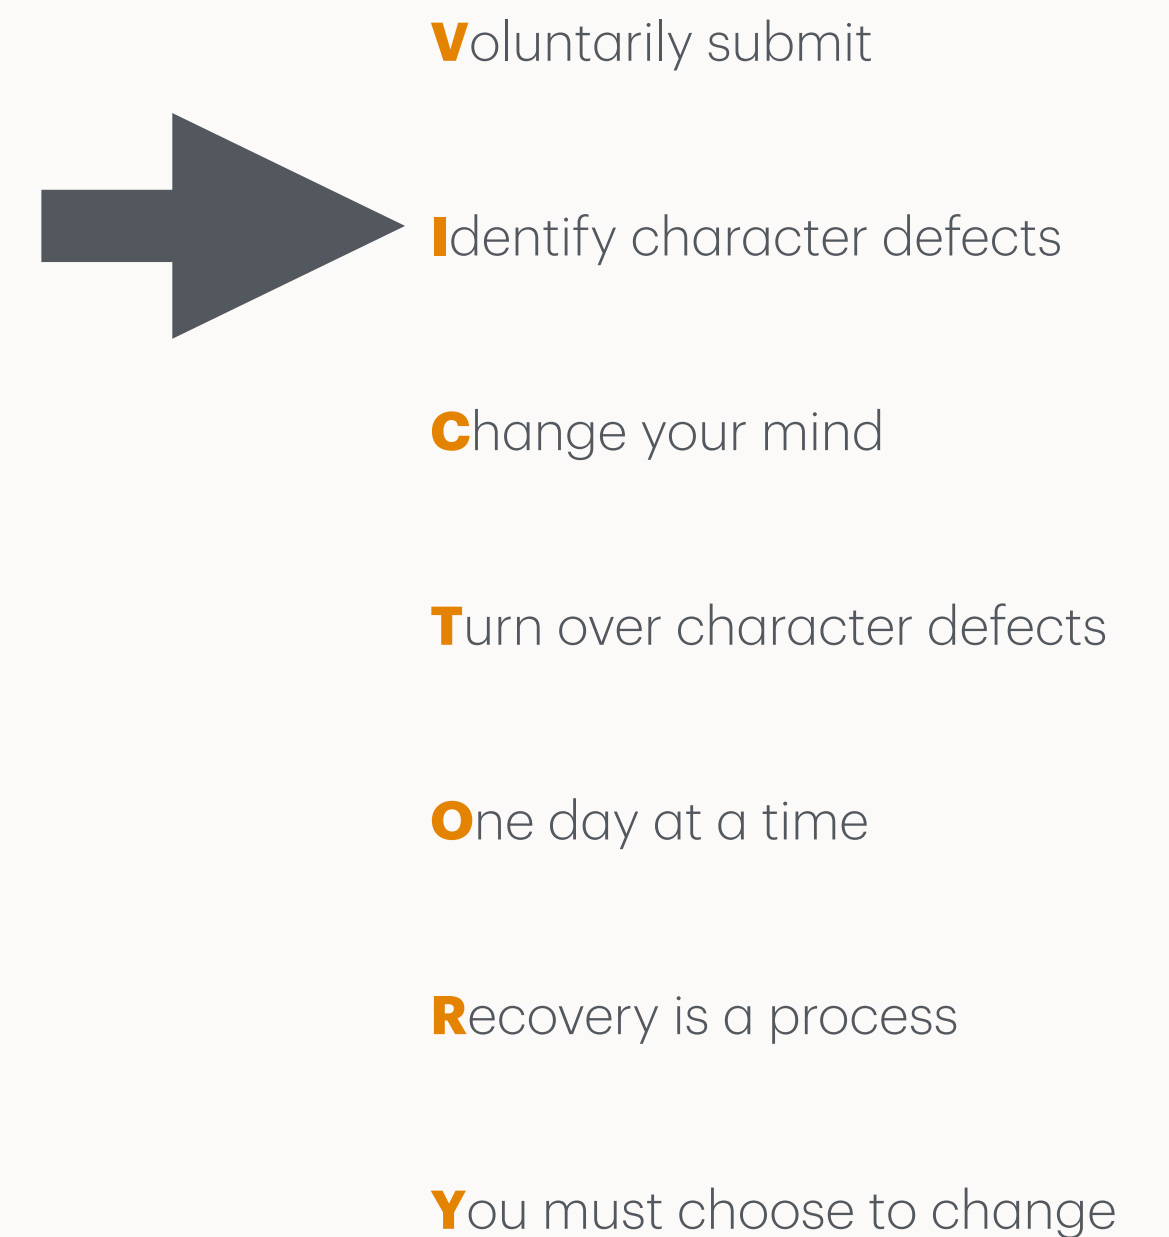 Voluntarily submit
Identify character defects
Change your mind
Turn over character defects
One day at a time
Recovery is a process
You must choose to change